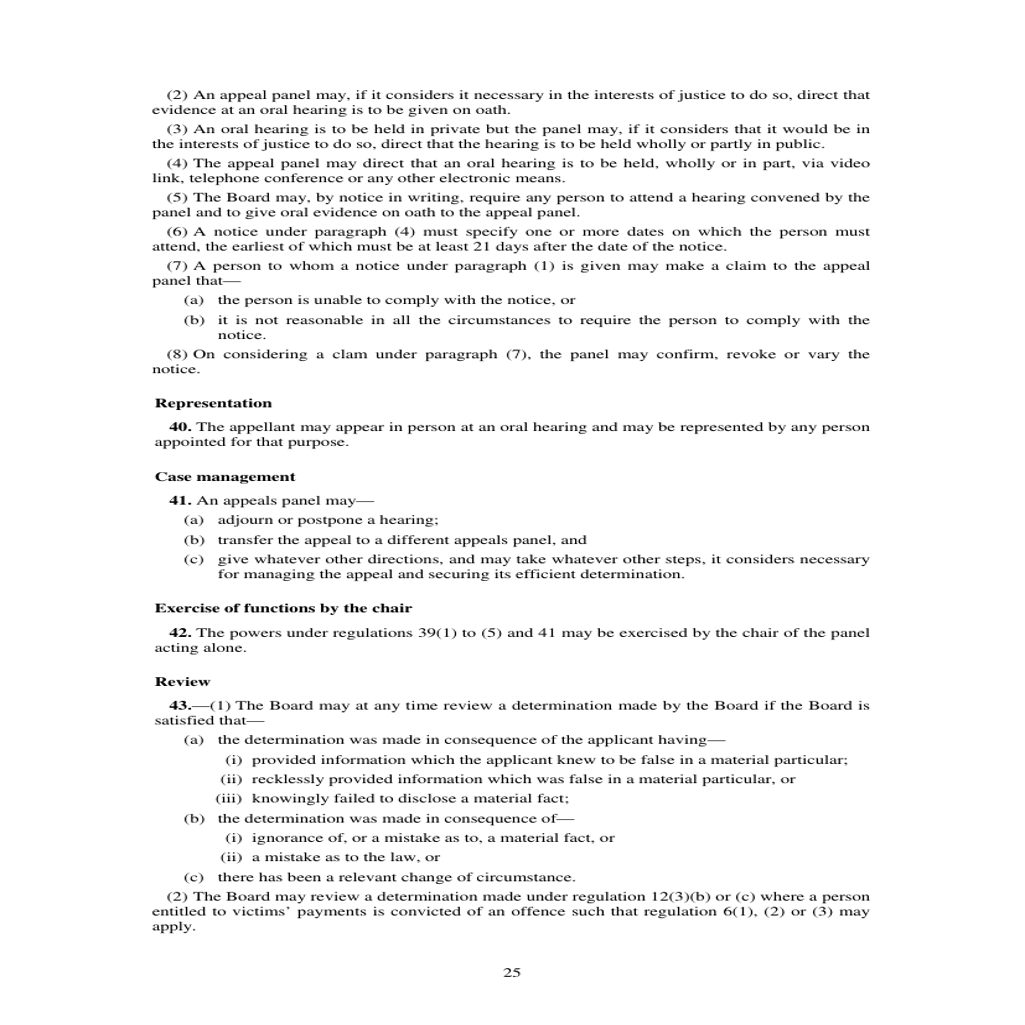 (2) An appeal panel may, if it considers it necessary in the interests of justice to do so, direct that
evidence at an oral hearing is to be given on oath.
(3) An oral hearing is to be held in private but the panel may, if it considers that it would be in
the interests of justice to do so, direct that the hearing is to be held wholly or partly in public.
(4) The appeal panel may direct that an oral hearing is to be held, wholly or in part, via video
link, telephone conference or any other electronic means.
(5) The Board may, by notice in writing, require any person to attend a hearing convened by the
panel and to give oral evidence on oath to the appeal panel.
(6) A notice under paragraph (4) must specify one or more dates on which the person must
attend, the earliest of which must be at least 21 days after the date of the notice.
(7) A person to whom a notice under paragraph (1) is given may make a claim to the appeal
panel that—
(a) the person is unable to comply with the notice, or
(b) it is not reasonable in all the circumstances to require the person to comply with the
notice.
(8) On considering a clam under paragraph (7), the panel may confirm, revoke or vary the
notice.
Representation
40. The appellant may appear in person at an oral hearing and may be represented by any person
appointed for that purpose.
Case management
41. An appeals panel may—
(a) adjourn or postpone a hearing;
(b) transfer the appeal to a different appeals panel, and
(c) give whatever other directions, and may take whatever other steps, it considers necessary
for managing the appeal and securing its efficient determination.
Exercise of functions by the chair
42. The powers under regulations 39(1) to (5) and 41 may be exercised by the chair of the panel
acting alone.
Review
43.—(1) The Board may at any time review a determination made by the Board if the Board is
satisfied that—
(a) the determination was made in consequence of the applicant having—
(i) provided information which the applicant knew to be false in a material particular;
(ii) recklessly provided information which was false in a material particular, or
(iii) knowingly failed to disclose a material fact;
(b) the determination was made in consequence of—
(i) ignorance of, or a mistake as to, a material fact, or
(ii) a mistake as to the law, or
(c) there has been a relevant change of circumstance.
(2) The Board may review a determination made under regulation 12(3)(b) or (c) where a person
entitled to victims' payments is convicted of an offence such that regulation 6(1), (2) or (3) may
apply.
25